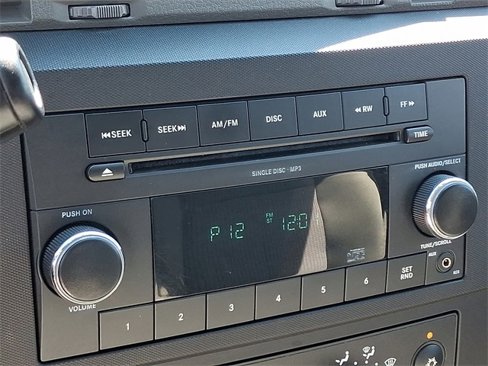 SEEK SEEK AM/FM DISC AUX RW FF
TIME
SINGLE DISC - MP3
PUSH AUDIO/SELECT
PUSH ON
VOLUME
P12
FM
ST
120
TUNE/SCROLL
AUX
1 2 3 4 5 6
SET
RND